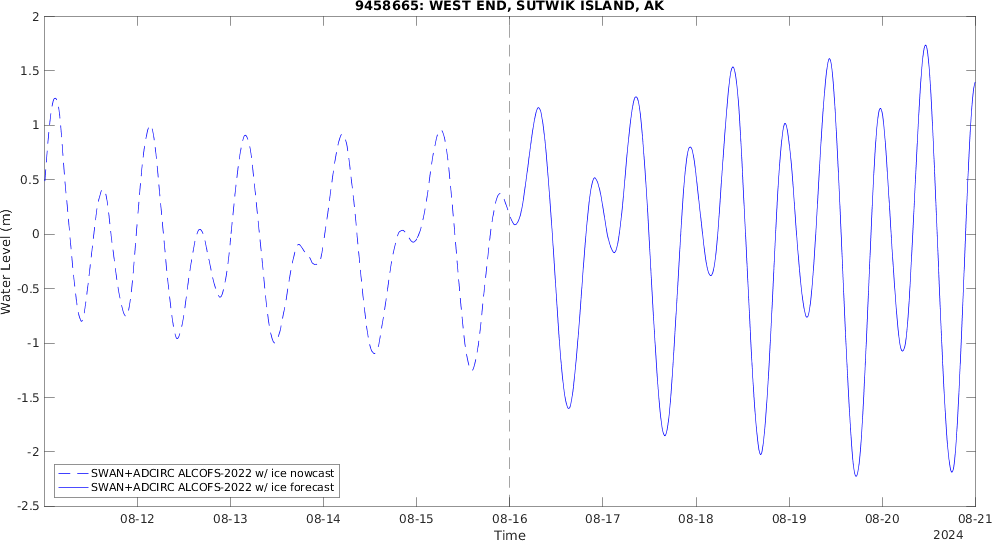 9458665: WEST END, SUTWIK ISLAND, AK
2
1.5
1
0.5
0
-0.5
-1
-1.5
-2
-2.5
Water Level (m)
SWAN+ADCIRC ALCOFS-2022 w/ ice nowcast
SWAN+ADCIRC ALCOFS-2022 w/ ice forecast
08-12 08-13 08-14 08-15 08-16 08-17 08-18 08-19 08-20 08-21
Time
2024